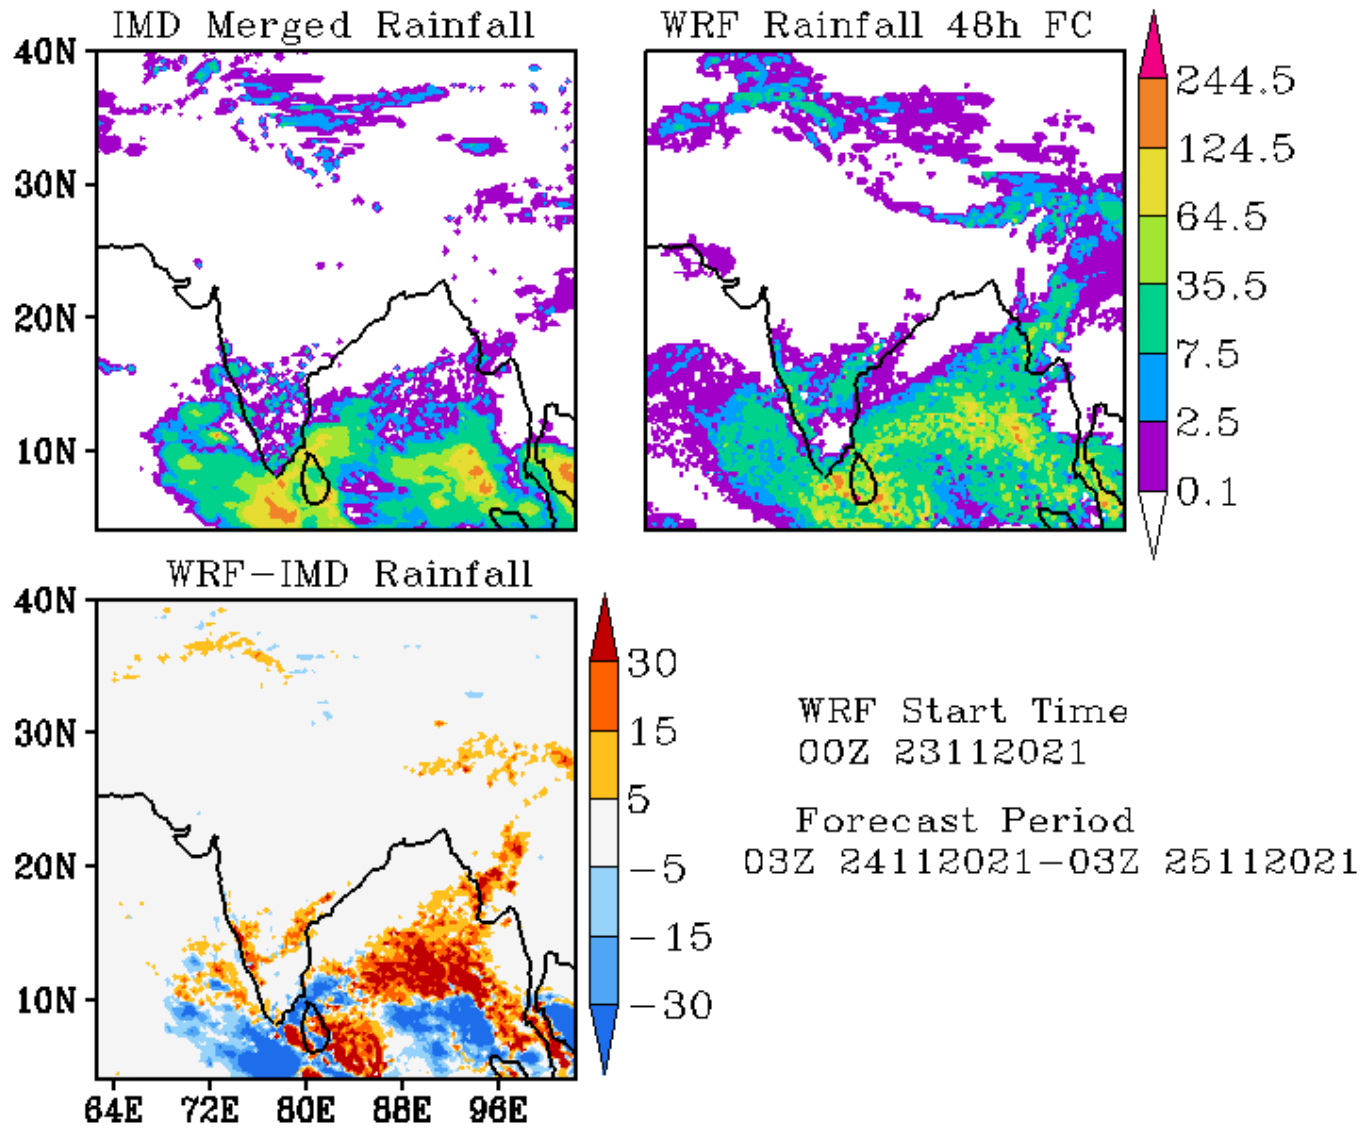 IMD Merged Rainfall
WRF Rainfall 48h FC
40N
30N
20N
10N
244.5
124.5
64.5
35.5
7.5
2.5
0.1
WRF-IMD Rainfall
40N
30N
20N
10N
64E 72E 80E 88E 96E
30
15
5
-5
-15
-30
WRF Start Time
00Z 23112021
Forecast Period
03Z 24112021-03Z 25112021